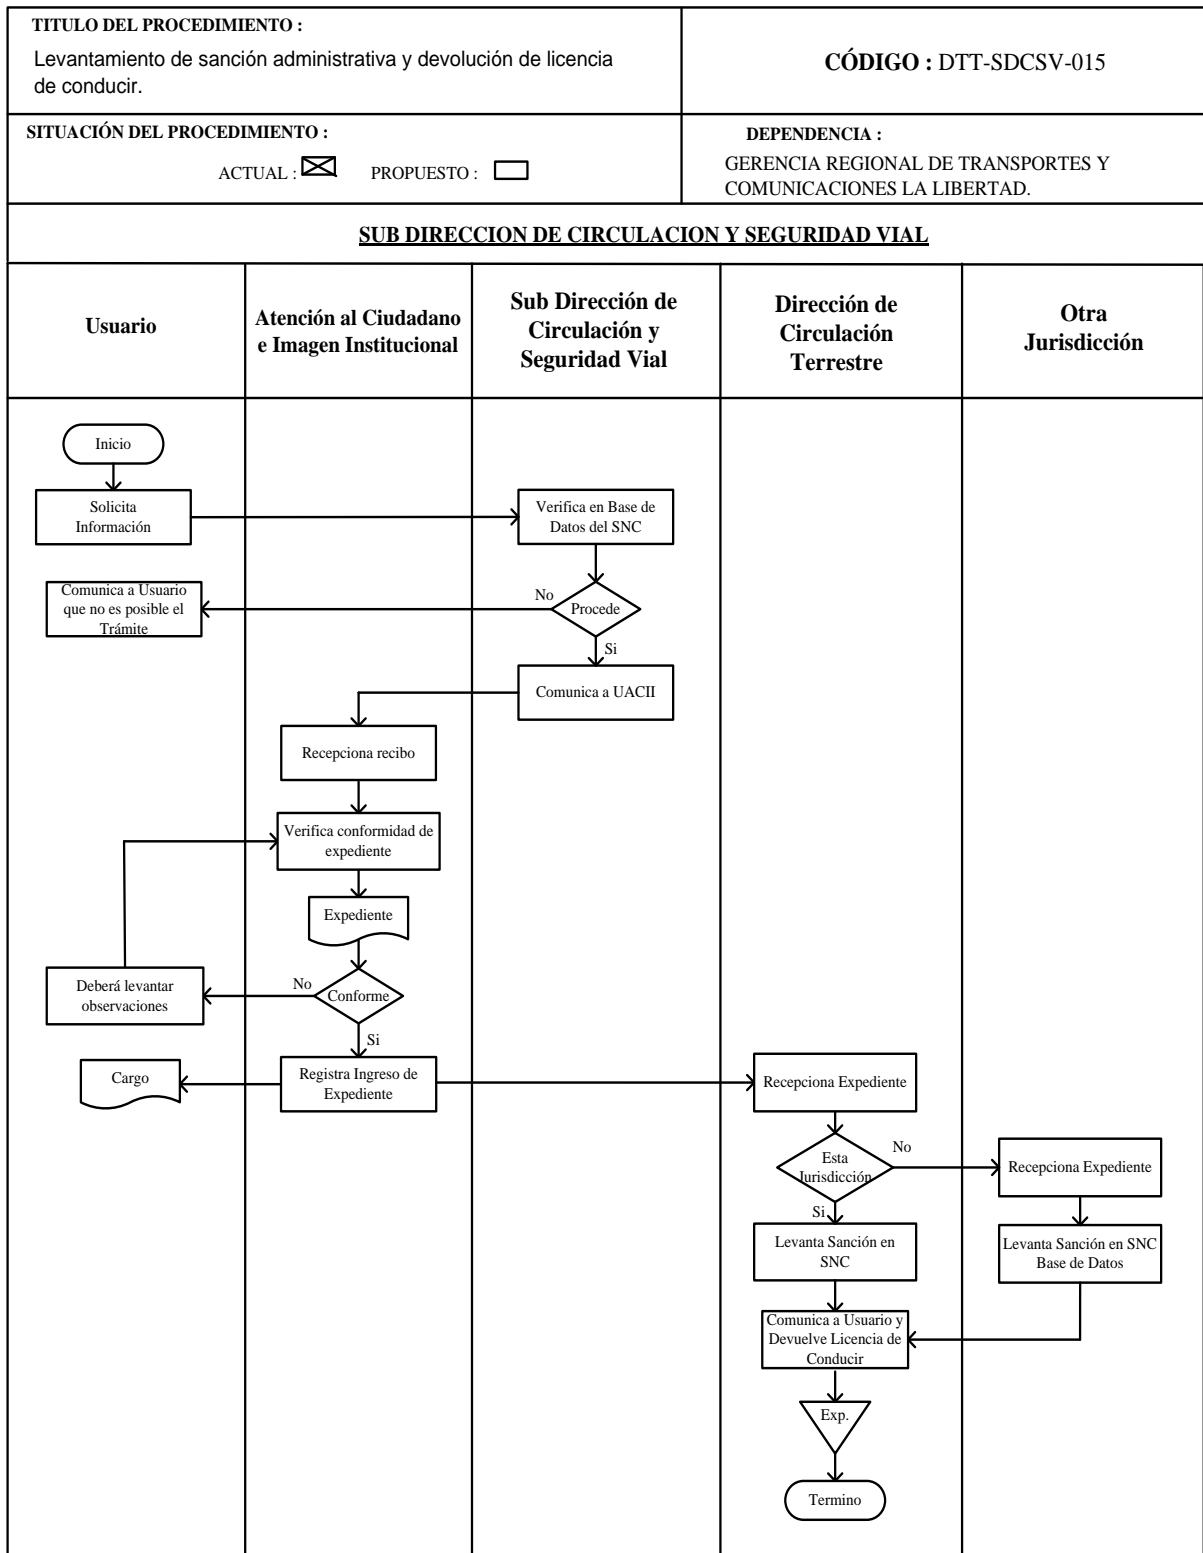 TITULO DEL PROCEDIMIENTO :
Levantamiento de sanción administrativa y devolución de licencia
de conducir.
CÓDIGO : DTT-SDCSV-015
SITUACIÓN DEL PROCEDIMIENTO :
ACTUAL :
PROPUESTO :
DEPENDENCIA :
GERENCIA REGIONAL DE TRANSPORTES Y
COMUNICACIONES LA LIBERTAD.
SUB DIRECCION DE CIRCULACION Y SEGURIDAD VIAL
Usuario
Atención al Ciudadano
e Imagen Institucional
Sub Dirección de
Circulación y
Seguridad Vial
Dirección de
Circulación
Terrestre
Otra
Jurisdicción
Inicio
Solicita
Información
Verifica en Base de
Datos del SNC
Comunica a Usuario
que no es posible el
Trámite
No
Procede
Si
Comunica a UACII
Recepciona recibo
Verifica conformidad de
expediente
Expediente
Deberá levantar
observaciones
No
Conforme
Si
Cargo
Registra Ingreso de
Expediente
Recepciona Expediente
Esta
Jurisdicción
No
Recepciona Expediente
Si
Levanta Sanción en
SNC
Levanta Sanción en SNC
Base de Datos
Comunica a Usuario y
Devuelve Licencia de
Conducir
Exp.
Termino